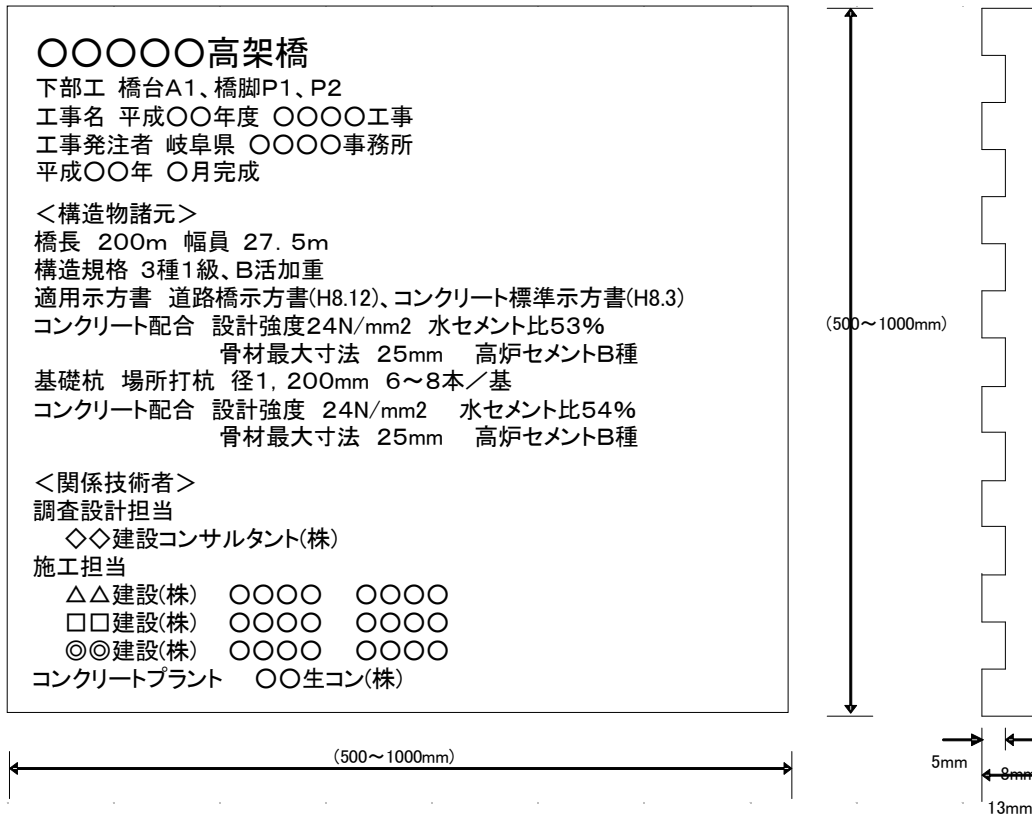 ○○○○○高架橋
下部工 橋台A1、橋脚P1、P2
工事名 平成○○年度 ○○○○工事
工事発注者 岐阜県 ○○○○事務所
平成○○年 ○月完成
＜構造物諸元＞
橋長 200m 幅員 27.5m
構造規格 3種1級、B活加重
適用示方書 道路橋示方書(H8.12)、コンクリート標準示方書(H8.3)
コンクリート配合 設計強度24N/mm2 水セメント比53%
骨材最大寸法 25mm 高炉セメントB種
基礎杭 場所打杭 径1,200mm 6～8本／基
コンクリート配合 設計強度 24N/mm2 水セメント比54%
骨材最大寸法 25mm 高炉セメントB種
＜関係技術者＞
調査設計担当
◇◇建設コンサルタント(株)
施工担当
△△建設(株) ○○○○ ○○○○
□□建設(株) ○○○○ ○○○○
◎◎建設(株) ○○○○ ○○○○
コンクリートプラント ○○生コン(株)
(500～1000mm)
(500～1000mm)
5mm
8mm
13mm